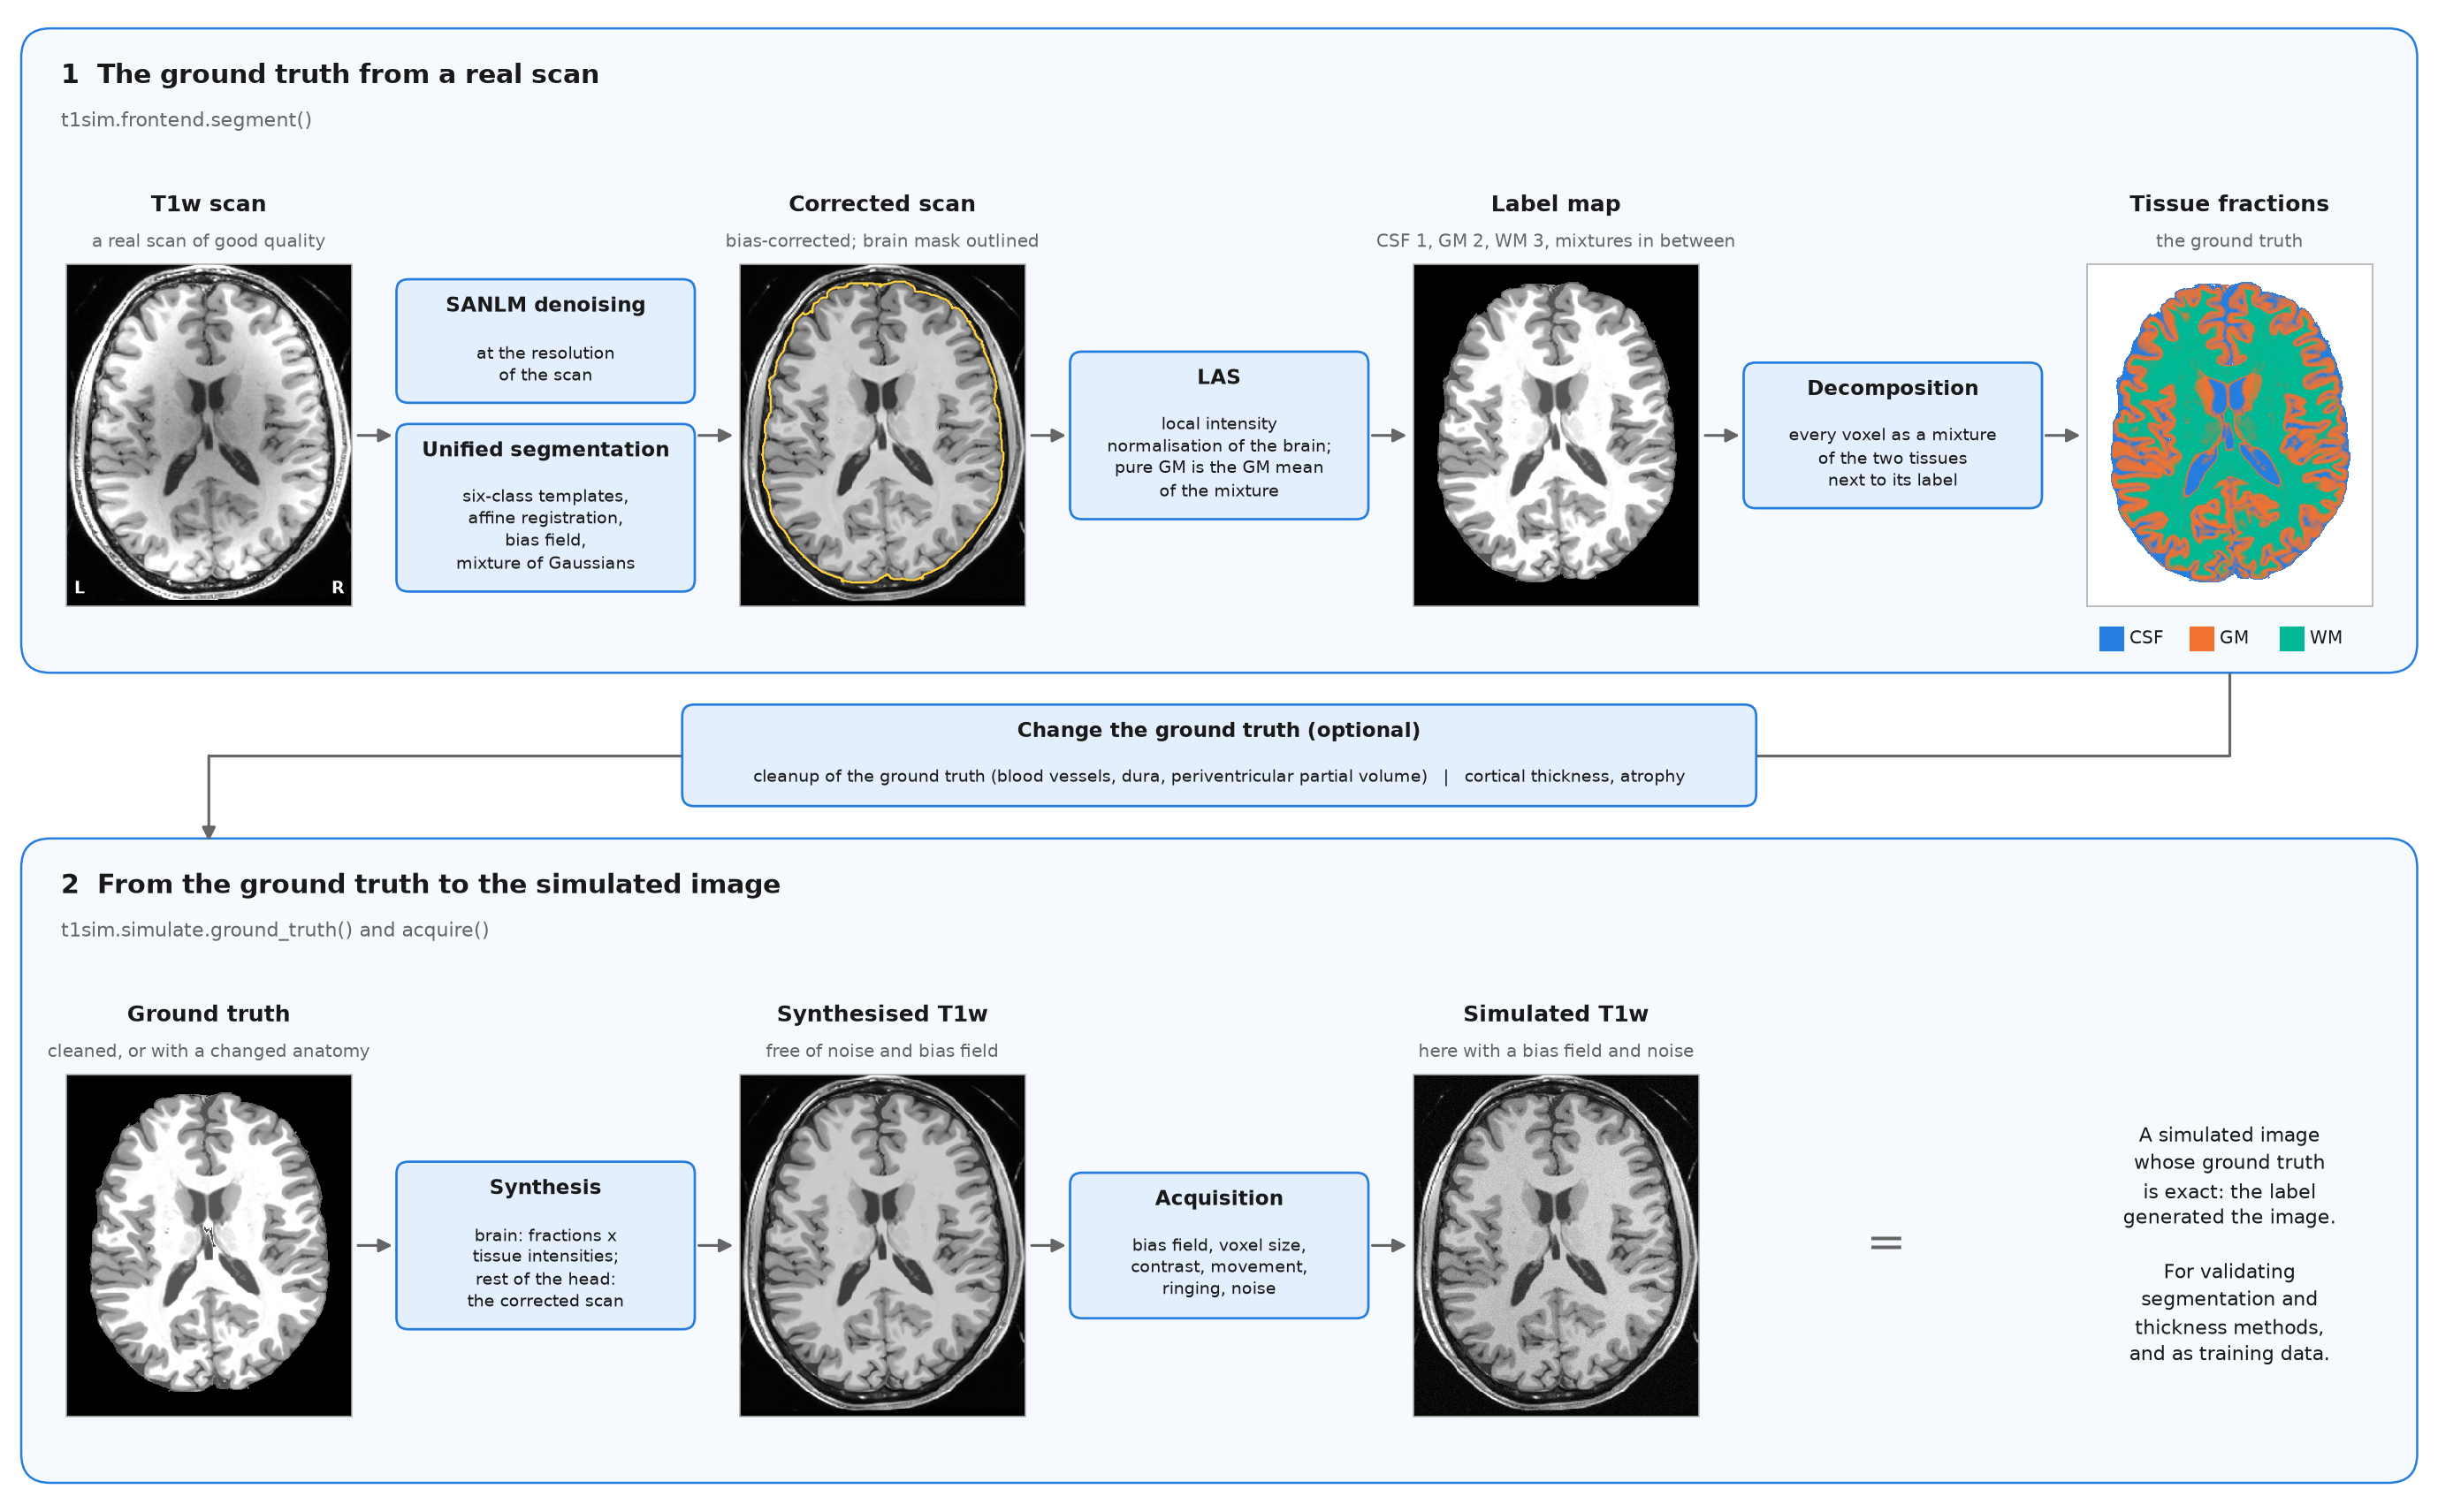 1 The ground truth from a real scan
t1sim.frontend.segment()
T1w scan
a real scan of good quality
L
R
SANLM denoising
at the resolution
of the scan
Unified segmentation
six-class templates,
affine registration,
bias field,
mixture of Gaussians
Corrected scan
bias-corrected; brain mask outlined
LAS
local intensity
normalisation of the brain;
pure GM is the GM mean
of the mixture
Label map
CSF 1, GM 2, WM 3, mixtures in between
Decomposition
every voxel as a mixture
of the two tissues
next to its label
Tissue fractions
the ground truth
CSF
GM
WM
Change the ground truth (optional)
cleanup of the ground truth (blood vessels, dura, periventricular partial volume) | cortical thickness, atrophy
2 From the ground truth to the simulated image
t1sim.simulate.ground_truth() and acquire()
Ground truth
cleaned, or with a changed anatomy
Synthesis
brain: fractions x
tissue intensities;
rest of the head:
the corrected scan
Synthesised T1w
free of noise and bias field
Acquisition
bias field, voxel size,
contrast, movement,
ringing, noise
Simulated T1w
here with a bias field and noise
=
A simulated image
whose ground truth
is exact: the label
generated the image.
For validating
segmentation and
thickness methods,
and as training data.